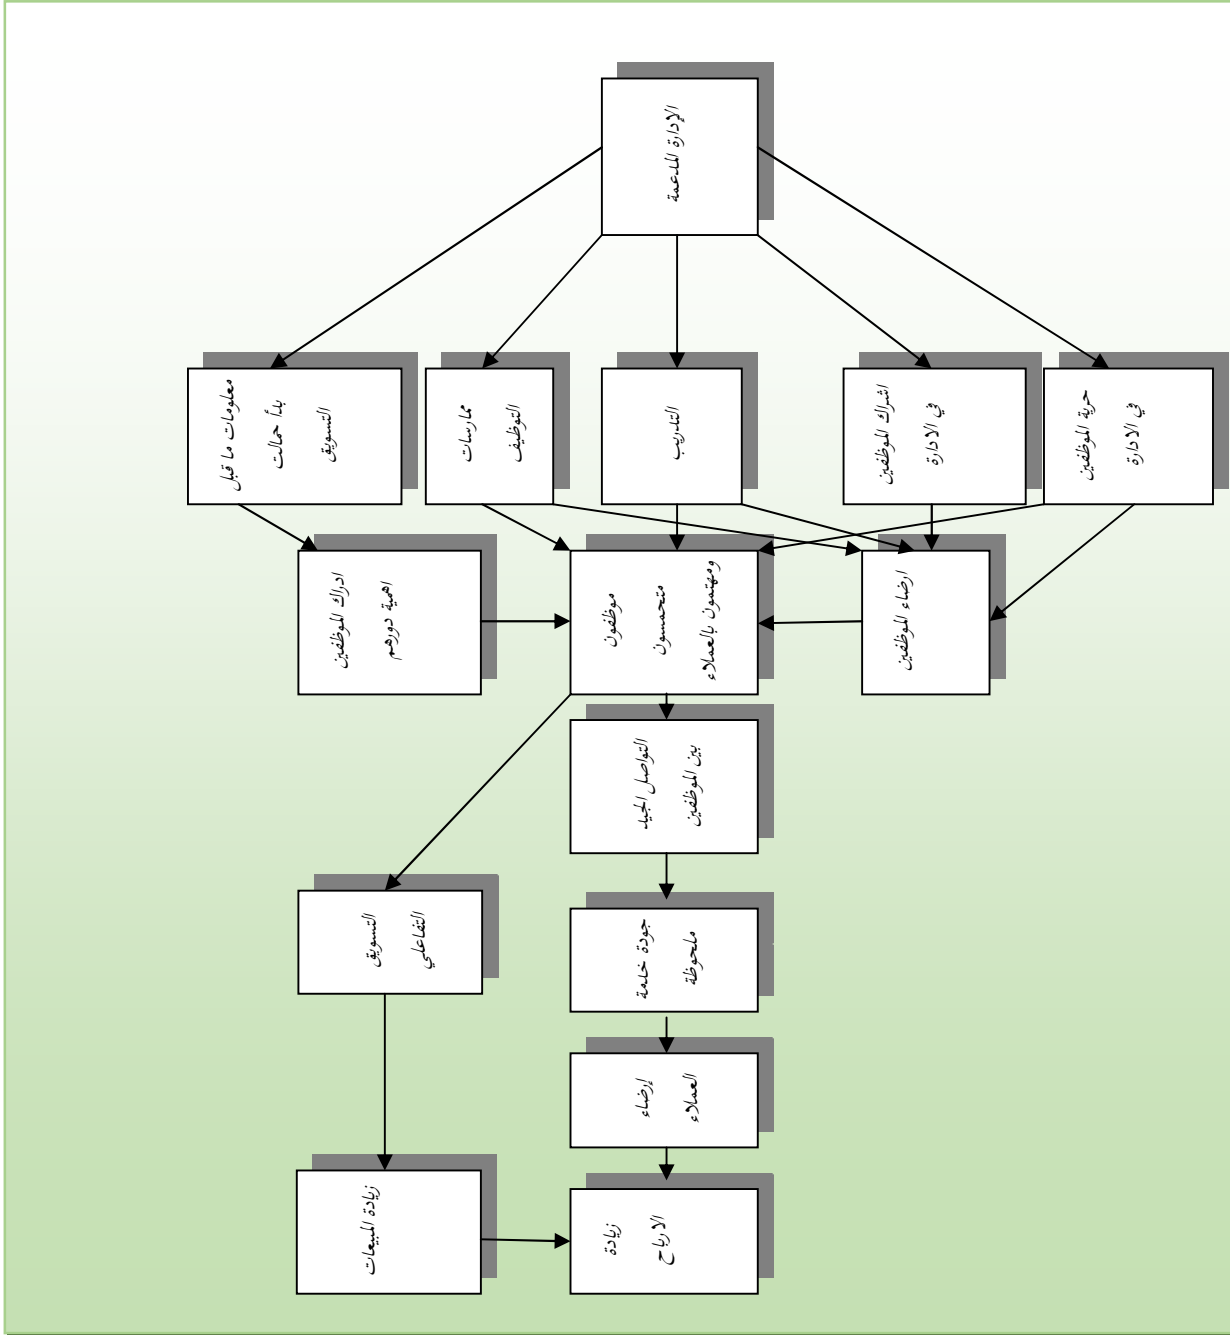 الإدارة المدعمة
معلومات ما قبل
بدأ حمالت
التسويق
ممارسات
التوظيف
التدريب
اشراك الموظفين
في الادارة
حرية الموظفين
في الادارة
ادراك الموظفين
اهمية دورهم
موظفون
متحمسون
ومهتمون بالعملاء
ارضاء الموظفين
التواصل الجيد
بين الموظفين
التسويق
التفاعلي
جودة خدمة
ملحوظة
إرضاء
العملاء
زيادة المبيعات
زيادة
الارباح